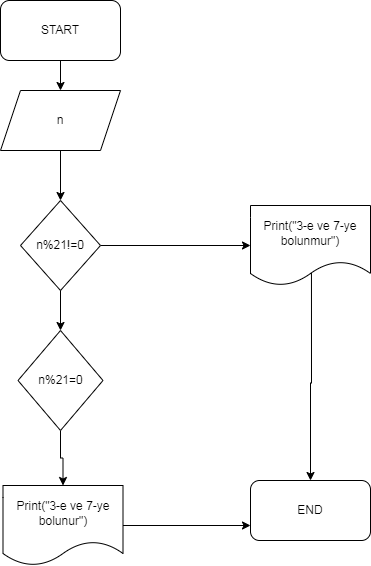 START
n
n%21!=0
Print("3-e ve 7-ye
bolunmur")
n%21=0
Print("3-e ve 7-ye
bolunur")
END